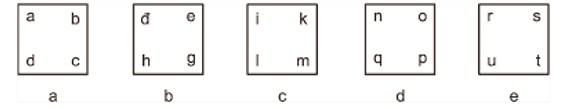 a b đ e i k n o r s
d c h g l m q p u t
a b c d e